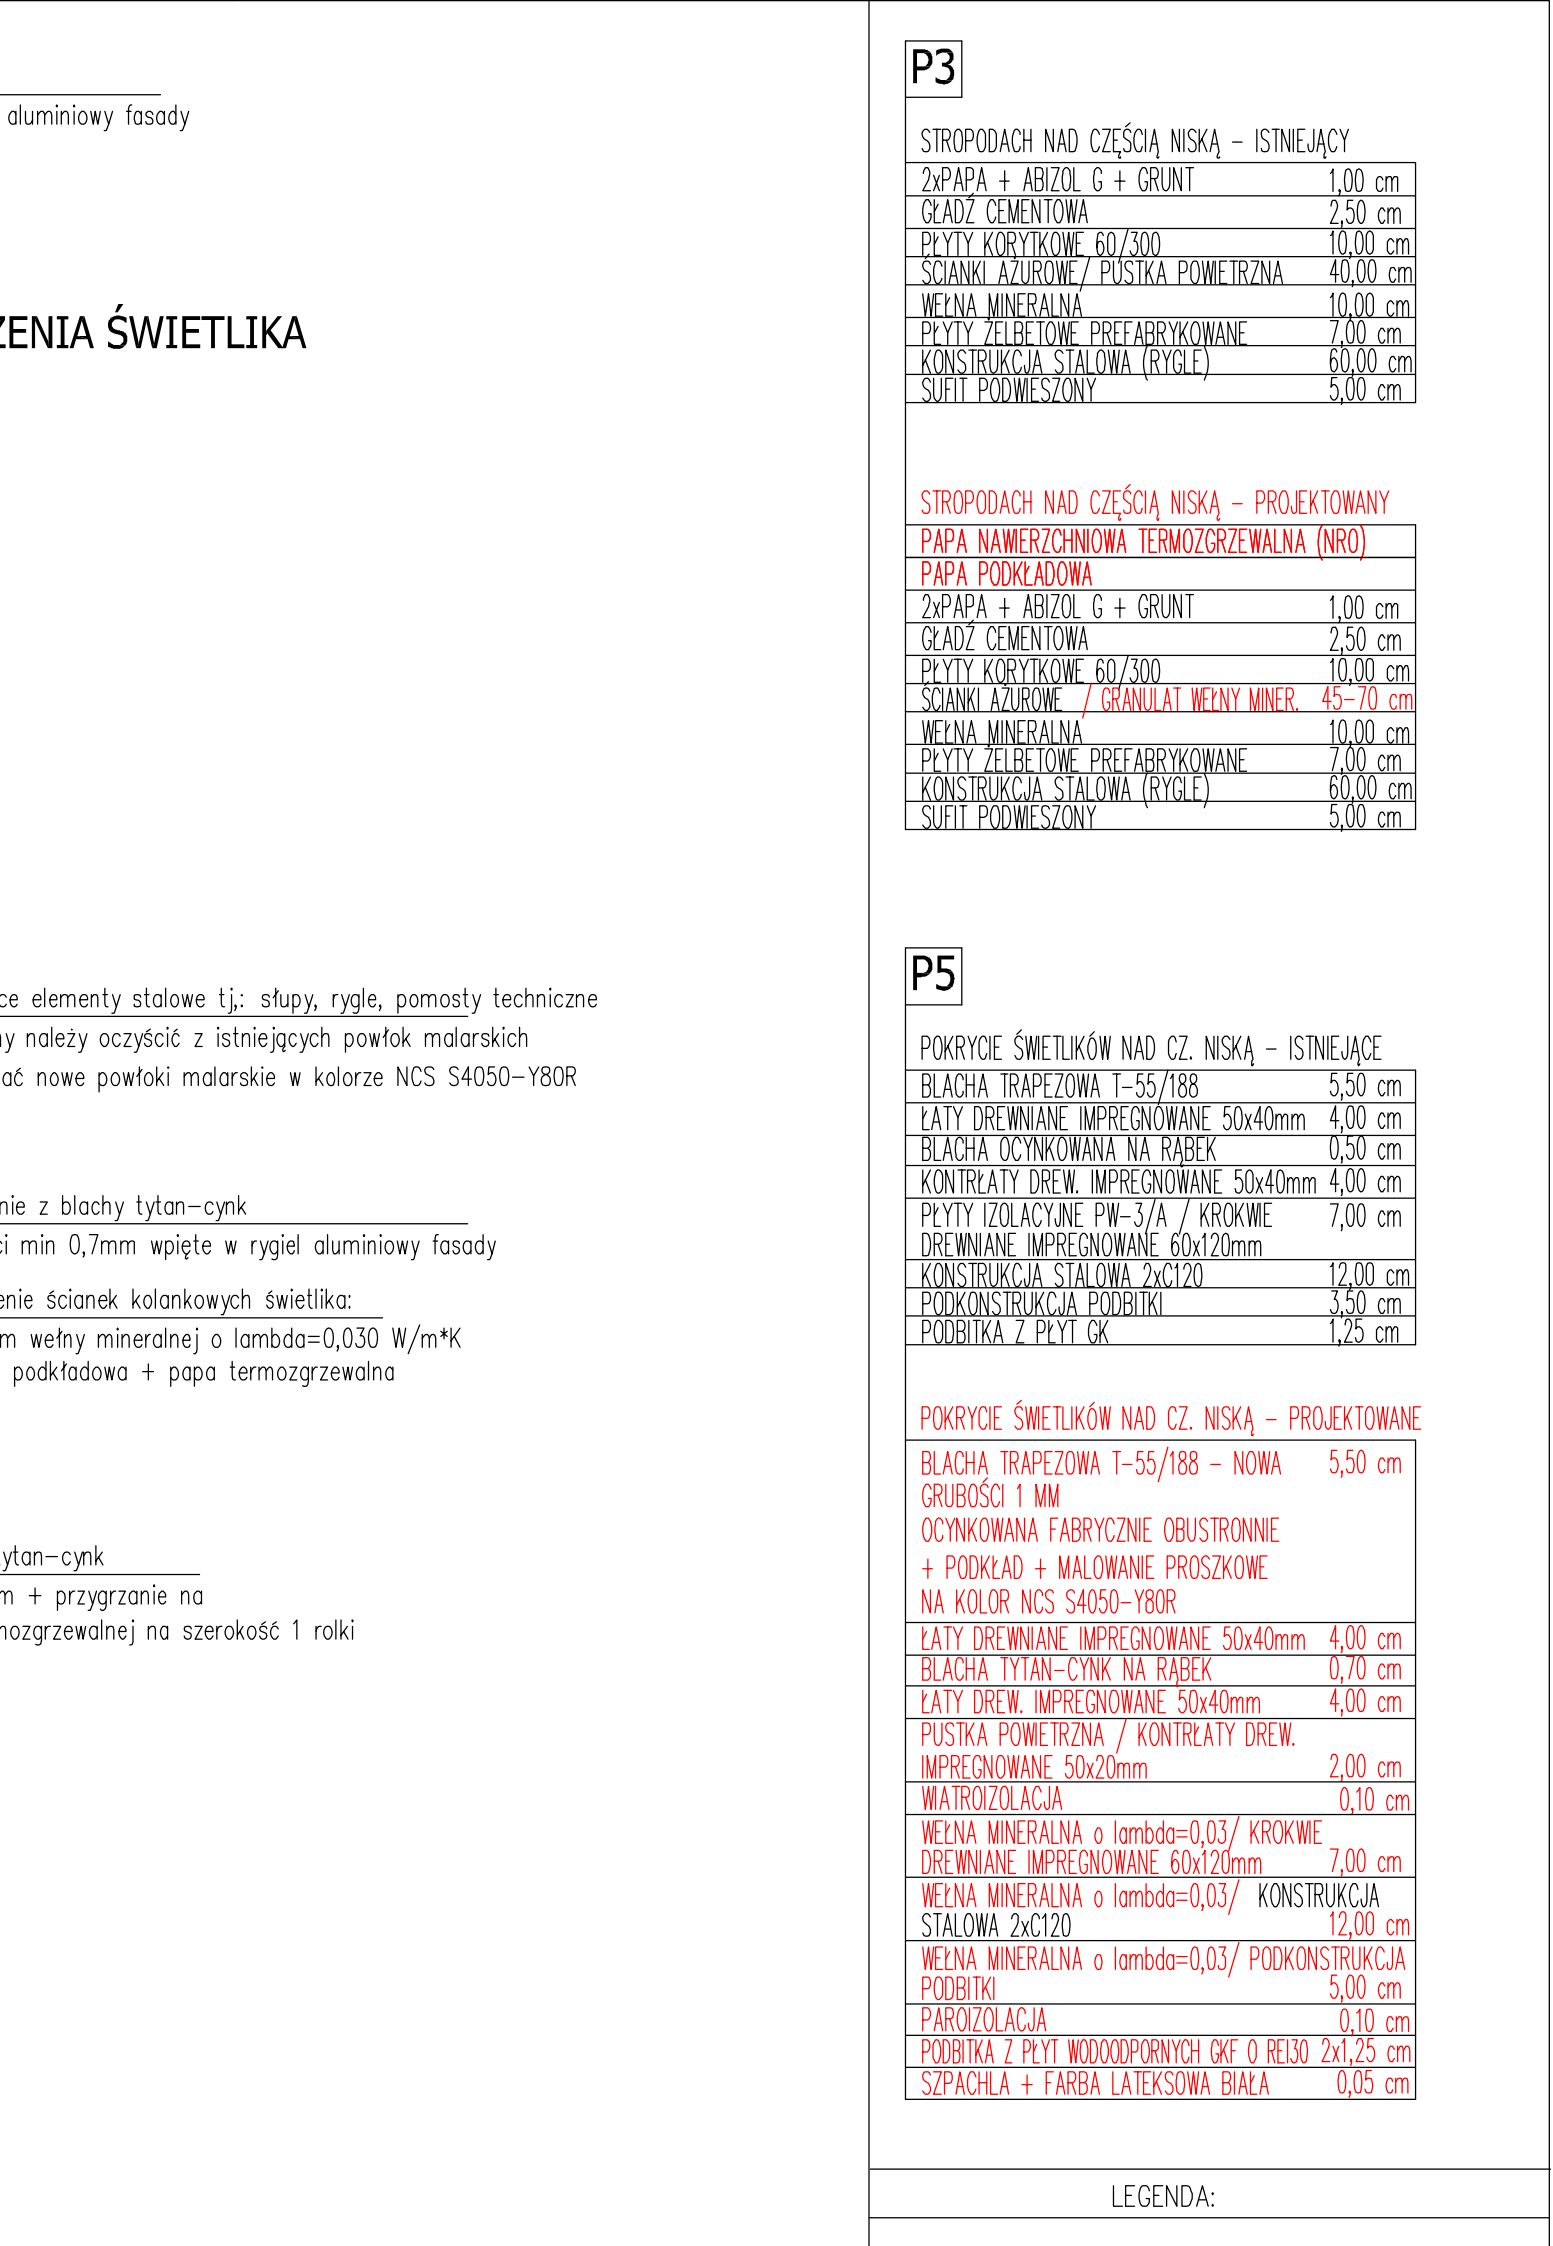 aluminiowy fasady
ZENIA ŚWIETLIKA
ce elementy stalowe tj,: słupy, rygle, pomosty techniczne
ny należy oczyścić z istniejących powłok malarskich
ać nowe powłoki malarskie w kolorze NCS S4050-Y80R
nie z blachy tytan-cynk
ci min 0,7mm wpięte w rygiel aluminiowy fasady
enie ścianek kolankowych świetlika:
m wełny mineralnej o lambda=0,030 W/m*K
podkładowa + papa termozgrzewalna
ytan-cynk
m + przygrzanie na
mozgrzewalnej na szerokość 1 rolki
P3
STROPODACH NAD CZĘŚCIĄ NISKĄ - ISTNIEJĄCY
2xPAPA + ABIZOL G + GRUNT 1,00 cm
GŁADŹ CEMENTOWA 2,50 cm
PŁYTY KORYTKOWE 60/300 10,00 cm
ŚCIANKI AŻUROWE/ PUSTKA POWIETRZNA 40,00 cm
WEŁNA MINERALNA 10,00 cm
PŁYTY ŻELBETOWE PREFABRYKOWANE 7,00 cm
KONSTRUKCJA STALOWA (RYGLE) 60,00 cm
SUFIT PODWIESZONY 5,00 cm
STROPODACH NAD CZĘŚCIĄ NISKĄ - PROJEKTOWANY
PAPA NAWIERZCHNIOWA TERMOZGRZEWALNA (NRO)
PAPA PODKŁADOWA
2xPAPA + ABIZOL G + GRUNT 1,00 cm
GŁADŹ CEMENTOWA 2,50 cm
PŁYTY KORYTKOWE 60/300 10,00 cm
ŚCIANKI AŻUROWE / GRANULAT WEŁNY MINER. 45-70 cm
WEŁNA MINERALNA 10,00 cm
PŁYTY ŻELBETOWE PREFABRYKOWANE 7,00 cm
KONSTRUKCJA STALOWA (RYGLE) 60,00 cm
SUFIT PODWIESZONY 5,00 cm
P5
POKRYCIE ŚWIETLIKÓW NAD CZ. NISKĄ - ISTNIEJĄCE
BLACHA TRAPEZOWA T-55/188 5,50 cm
ŁATY DREWNIANE IMPREGNOWANE 50x40mm 4,00 cm
BLACHA OCYNKOWANA NA RĄBEK 0,50 cm
KONTRŁATY DREW. IMPREGNOWANE 50x40mm 4,00 cm
PŁYTY IZOLACYJNE PW-3/A / KROKWIE 7,00 cm
DREWNIANE IMPREGNOWANE 60x120mm
KONSTRUKCJA STALOWA 2xC120 12,00 cm
PODKONSTRUKCJA PODBITKI 3,50 cm
PODBITKA Z PŁYT GK 1,25 cm
POKRYCIE ŚWIETLIKÓW NAD CZ. NISKĄ - PROJEKTOWANE
BLACHA TRAPEZOWA T-55/188 - NOWA 5,50 cm
GRUBOŚCI 1 MM
OCYNKOWANA FABRYCZNIE OBUSTRONNIE
+ PODKŁAD + MALOWANIE PROSZKOWE
NA KOLOR NCS S4050-Y80R
ŁATY DREWNIANE IMPREGNOWANE 50x40mm 4,00 cm
BLACHA TYTAN-CYNK NA RĄBEK 0,70 cm
ŁATY DREW. IMPREGNOWANE 50x40mm 4,00 cm
PUSTKA POWIETRZNA / KONTRŁATY DREW.
IMPREGNOWANE 50x20mm 2,00 cm
WIATROIZOLACJA 0,10 cm
WEŁNA MINERALNA o lambda=0,03/ KROKWIE
DREWNIANE IMPREGNOWANE 60x120mm 7,00 cm
WEŁNA MINERALNA o lambda=0,03/ KONSTRUKCJA
STALOWA 2xC120 12,00 cm
WEŁNA MINERALNA o lambda=0,03/ PODKONSTRUKCJA
PODBITKI 5,00 cm
PAROIZOLACJA 0,10 cm
PODBITKA Z PŁYT WODOODPORNYCH GKF O REI30 2x1,25 cm
SZPACHLA + FARBA LATEKSOWA BIAŁA 0,05 cm
LEGENDA: